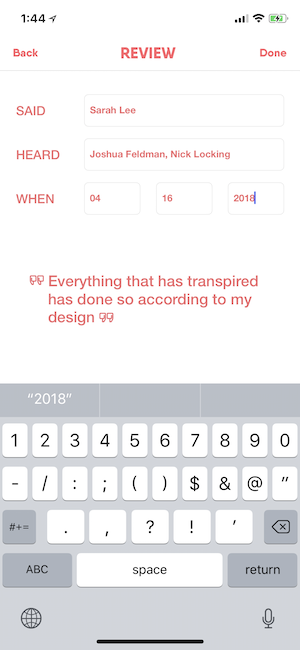 1:44
Back REVIEW Done
SAID Sarah Lee
HEARD Joshua Feldman, Nick Locking
WHEN 04 16 2018
Everything that has transpired
has done so according to my
design
“2018”
1 2 3 4 5 6 7 8 9 0
- / : ; ( ) $ & @ "
#+= . , ? ! '
ABC space return